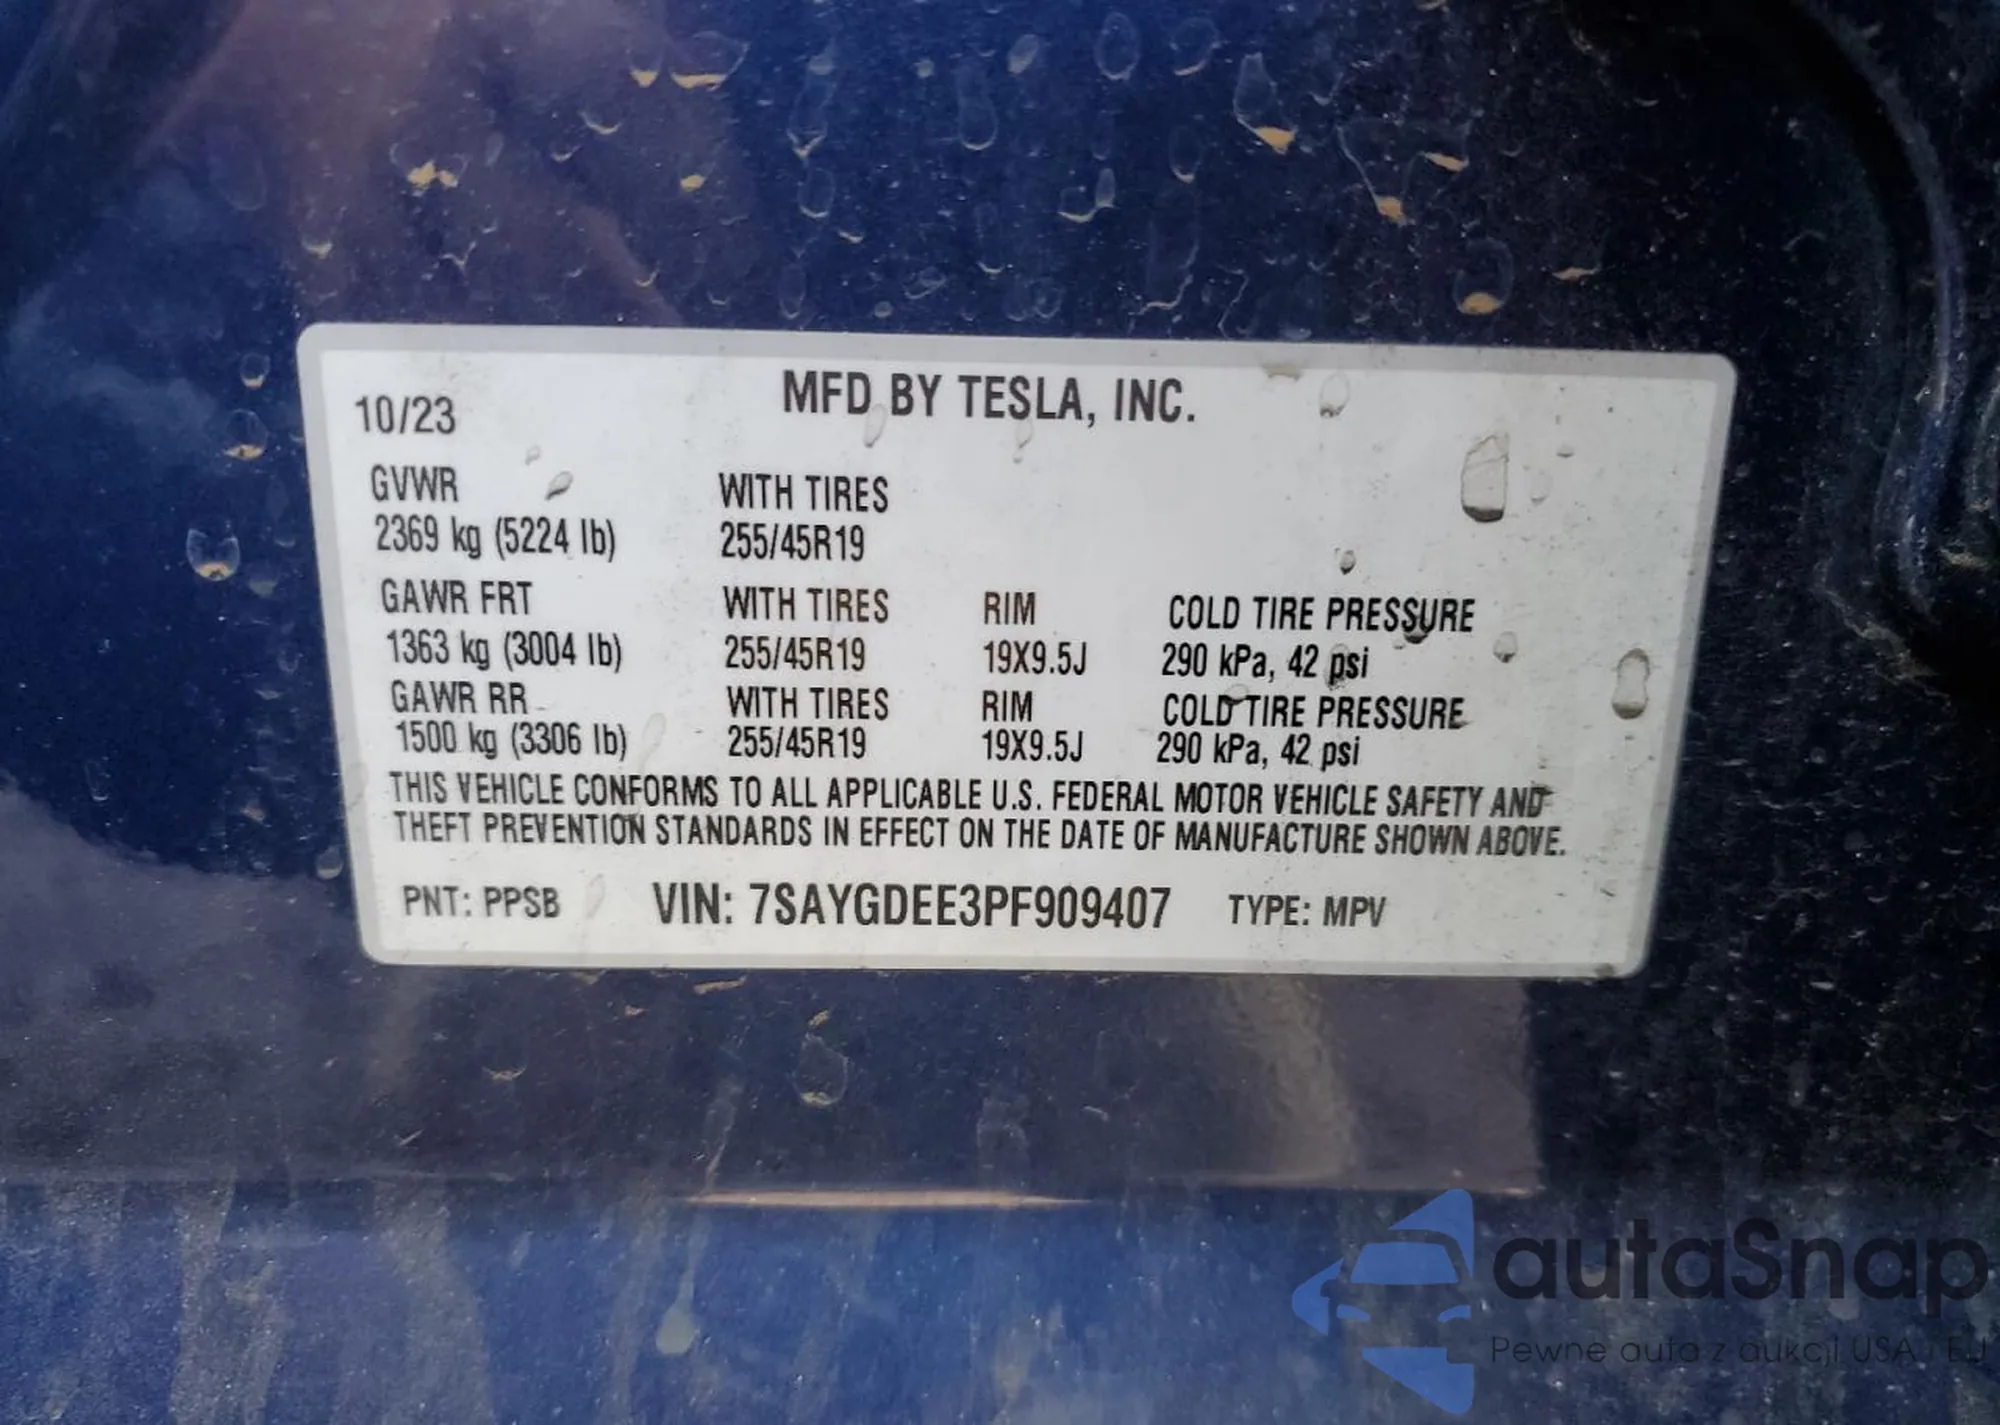 MFD BY TESLA, INC.
10/23
GVWR WITH TIRES
2369 kg (5224 lb) 255/45R19
GAWR FRT WITH TIRES RIM COLD TIRE PRESSURE
1363 kg (3004 lb) 255/45R19 19X9.5J 290 kPa, 42 psi
GAWR RR WITH TIRES RIM COLD TIRE PRESSURE
1500 kg (3306 lb) 255/45R19 19X9.5J 290 kPa, 42 psi
THIS VEHICLE CONFORMS TO ALL APPLICABLE U.S. FEDERAL MOTOR VEHICLE SAFETY AND
THEFT PREVENTION STANDARDS IN EFFECT ON THE DATE OF MANUFACTURE SHOWN ABOVE.
PNT: PPSB VIN: 7SAYGDEE3PF909407 TYPE: MPV
autaSnap
Pewne auta z aukcji USA i EU